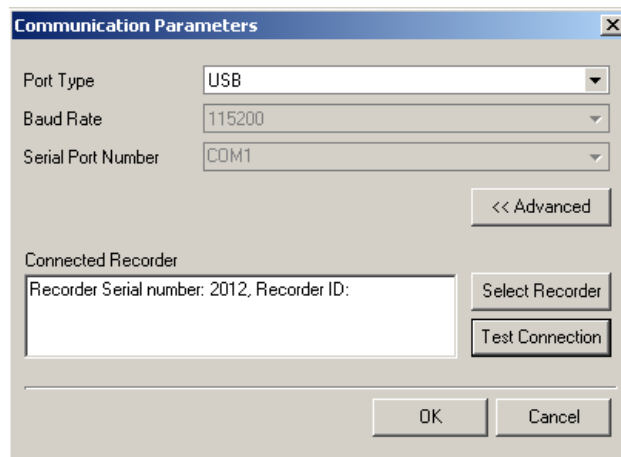 Communication Parameters
Port Type USB
Baud Rate 115200
Serial Port Number COM1
<< Advanced
Connected Recorder
Recorder Serial number: 2012, Recorder ID:
Select Recorder
Test Connection
OK Cancel